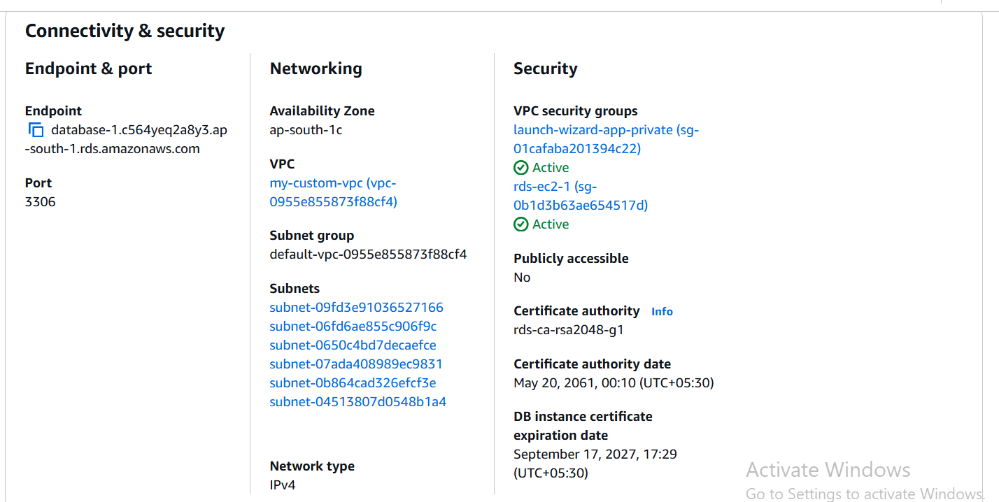 Connectivity & security
Endpoint & port
Endpoint
database-1.c564yeq2a8y3.ap
-south-1.rds.amazonaws.com
Port
3306
Networking
Availability Zone
ap-south-1c
VPC
my-custom-vpc (vpc-
0955e855873f88cf4)
Subnet group
default-vpc-0955e855873f88cf4
Subnets
subnet-09fd3e91036527166
subnet-06fd6ae855c906f9c
subnet-0650c4bd7decaefce
subnet-07ada408989ec9831
subnet-0b864cad326efcf3e
subnet-04513807d0548b1a4
Network type
IPv4
Security
VPC security groups
launch-wizard-app-private (sg-
01cafaba201394c22)
Active
rds-ec2-1 (sg-
0b1d3b63ae654517d)
Active
Publicly accessible
No
Certificate authority Info
rds-ca-rsa2048-g1
Certificate authority date
May 20, 2061, 00:10 (UTC+05:30)
DB instance certificate
expiration date
September 17, 2027, 17:29
(UTC+05:30)
Activate Windows
Go to Settings to activate Windows.